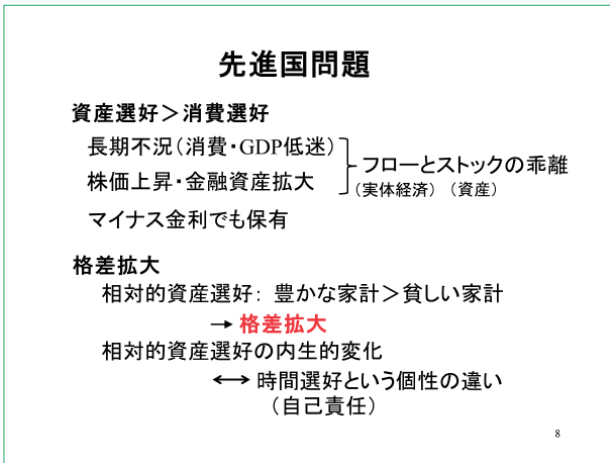 先進国問題
資産選好＞消費選好
長期不況（消費・GDP低迷）
株価上昇・金融資産拡大
フローとストックの乖離
（実体経済）（資産）
マイナス金利でも保有
格差拡大
相対的資産選好： 豊かな家計＞貧しい家計
→ 格差拡大
相対的資産選好の内生的変化
↔ 時間選好という個性の違い
（自己責任）
8